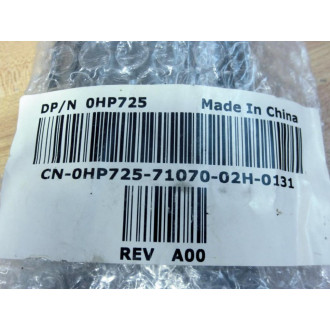 DP/N 0HP725 Made In China
CN-0HP725-71070-02H-0131
REV A00